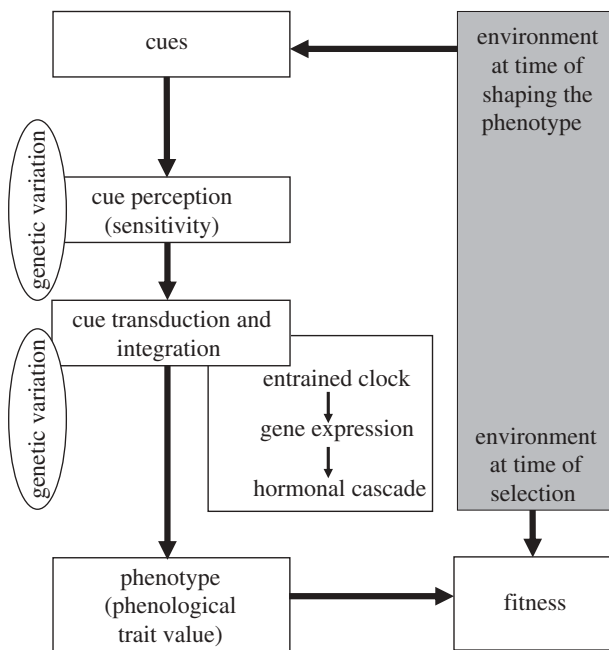 cues
environment
at time of
shaping the
phenotype
genetic variation
cue perception
(sensitivity)
cue transduction and
integration
genetic variation
entrained clock
gene expression
hormonal cascade
environment
at time of
selection
phenotype
(phenological
trait value)
fitness